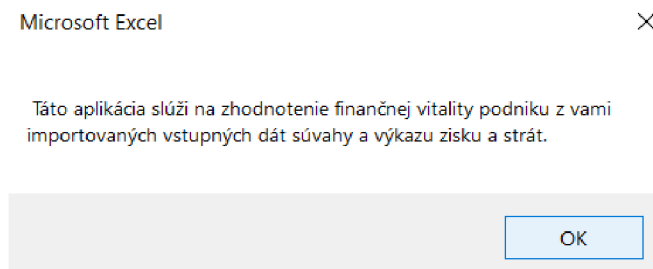 Microsoft Excel
Táto aplikácia slúži na zhodnotenie finančnej vitality podniku z vami
importovaných vstupných dát súvahy a výkazu zisku a strát.
OK